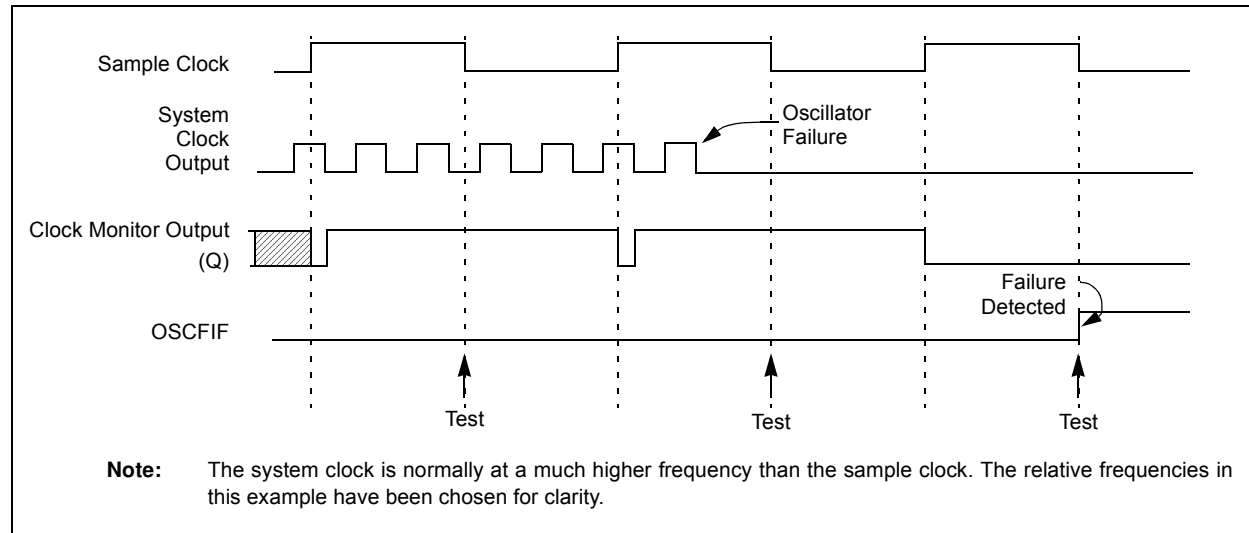 Sample Clock
System
Clock
Output
Oscillator
Failure
Clock Monitor Output
(Q)
Failure
Detected
OSCFIF
Test
Test
Test
Note: The system clock is normally at a much higher frequency than the sample clock. The relative frequencies in
this example have been chosen for clarity.